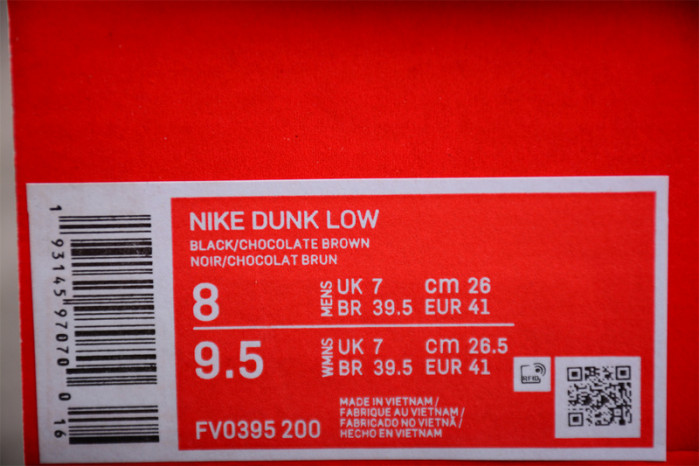 NIKE DUNK LOW
BLACK/CHOCOLATE BROWN
NOIR/CHOCOLAT BRUN
8 MENS UK 7 cm 26
BR 39.5 EUR 41
9.5 WMNS UK 7 cm 26.5
BR 39.5 EUR 41
RFID
FV0395 200
MADE IN VIETNAM /
FABRIQUE AU VIETNAM /
FABRICADO NO VIETNÃ /
HECHO EN VIETNAM
1 93145 97070 0 16